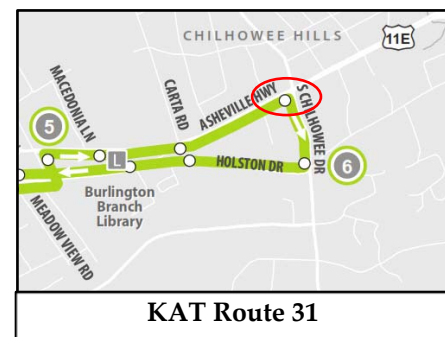 CHILHOWEE HILLS
11E
MACEDONIA LN
CARTA RD
ASHEVILLE HWY
S CHILHOWEE DR
5
L
HOLSTON DR
6
Burlington
Branch
Library
MEADOW VIEW RD
KAT Route 31